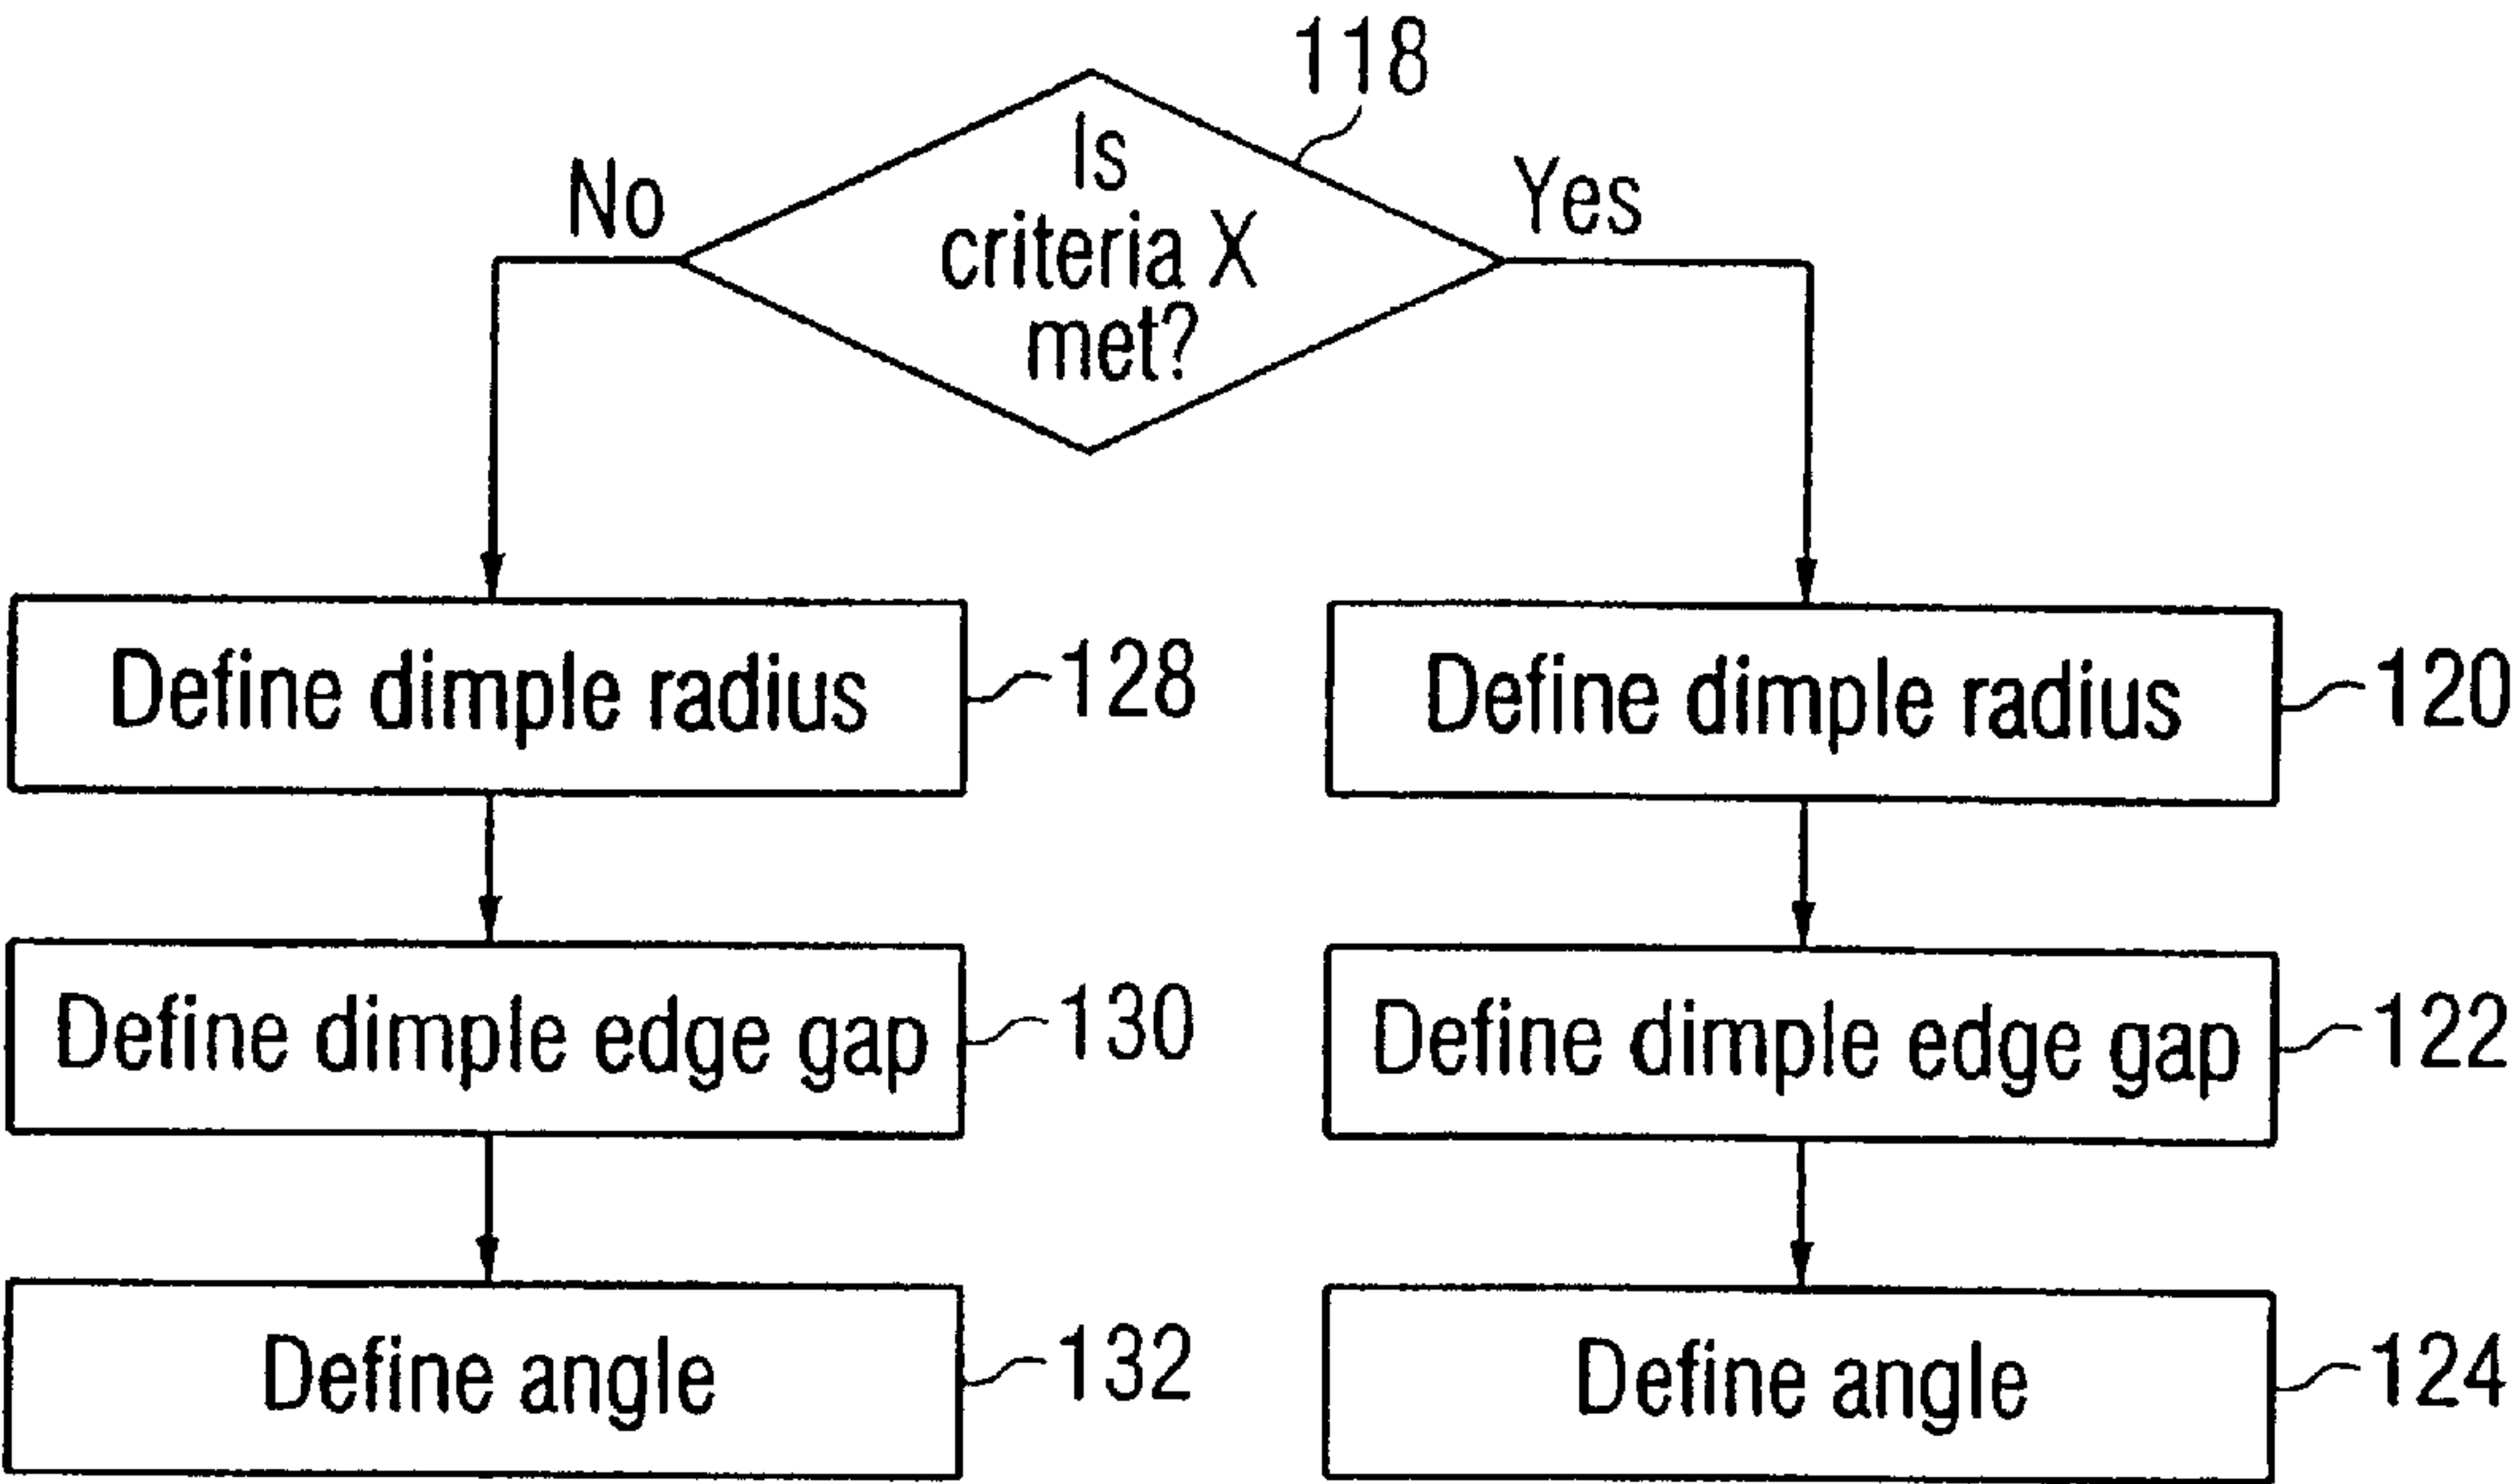 118
Is
No
Yes
criteria X
met?
Define dimple radius
128
Define dimple radius
120
Define dimple edge gap
130
Define dimple edge gap
122
Define angle
132
Define angle
124